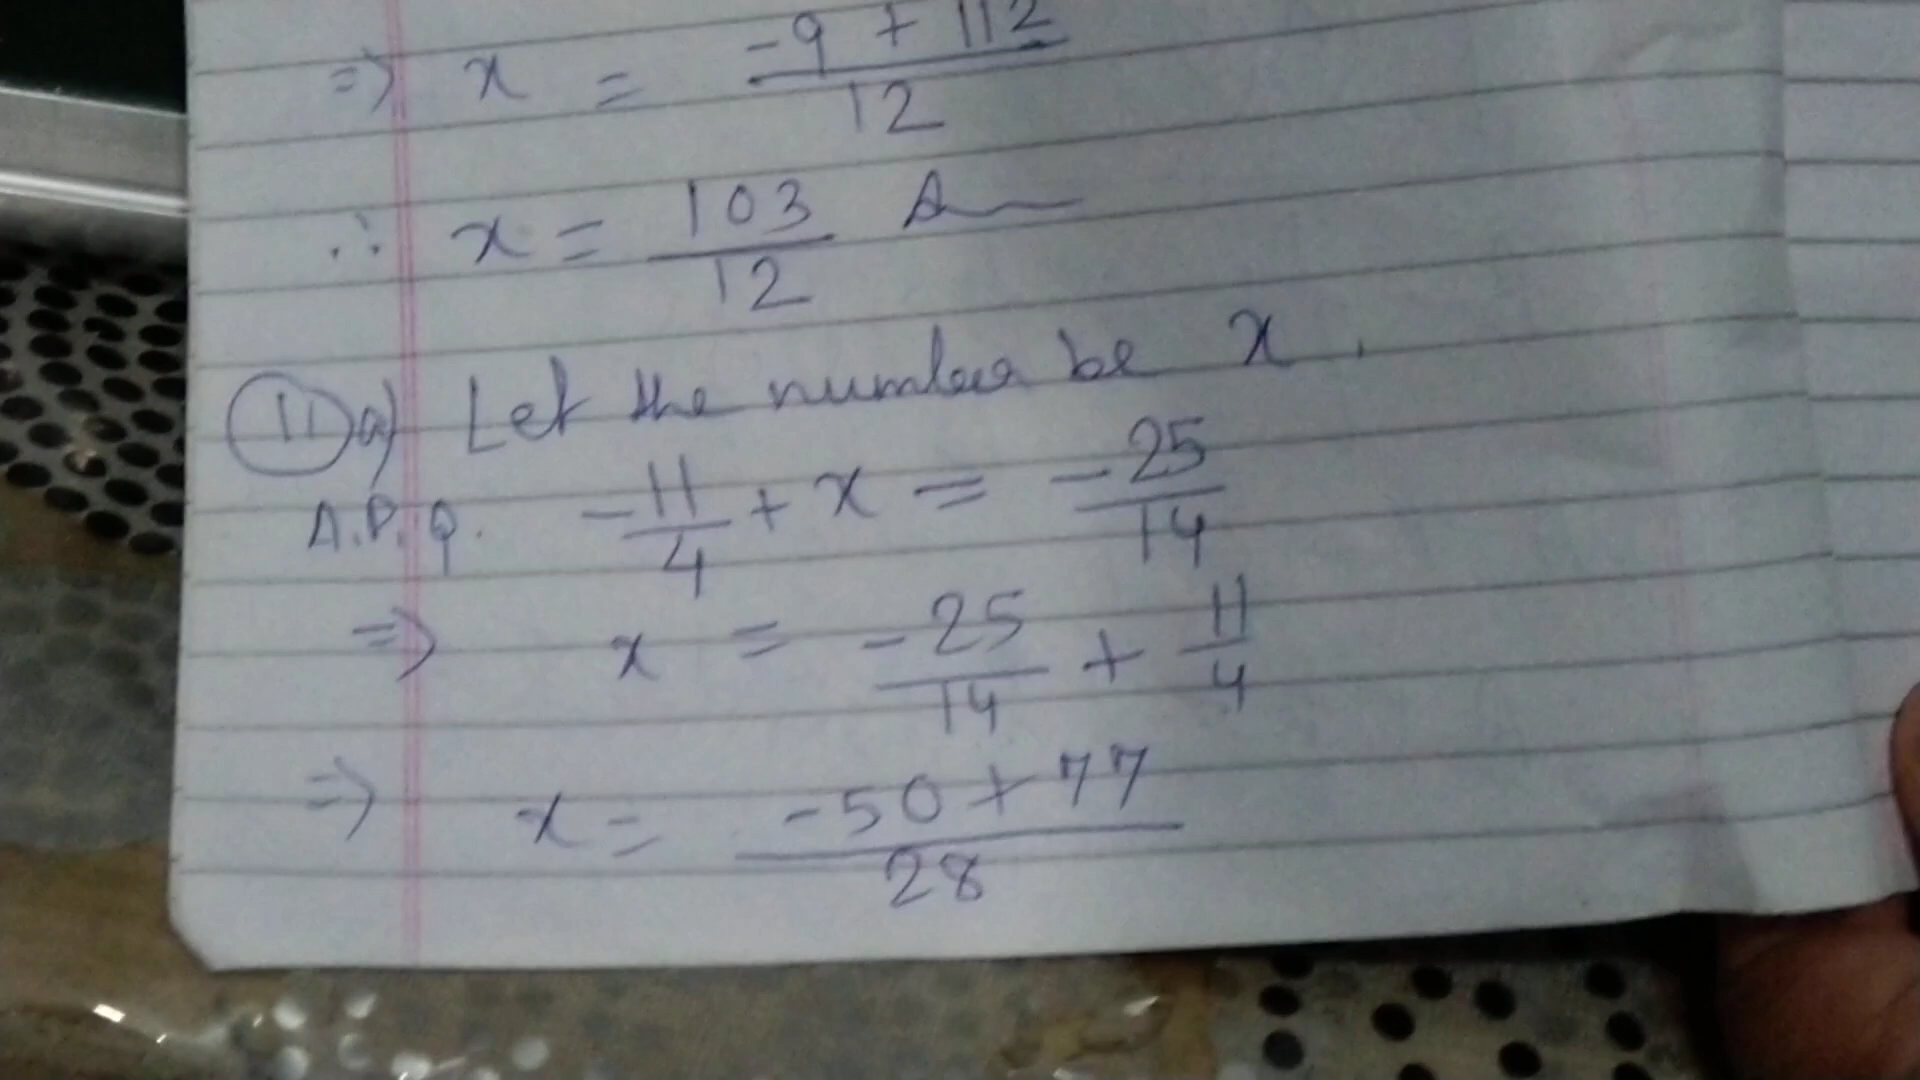 ⇒ x = -9 + 112 / 12
∴ x = 103 / 12 Ans
11 a) Let the number be x.
A.P.Q. -11/4 + x = -25/14
⇒ x = -25/14 + 11/4
⇒ x = -50 + 77 / 28